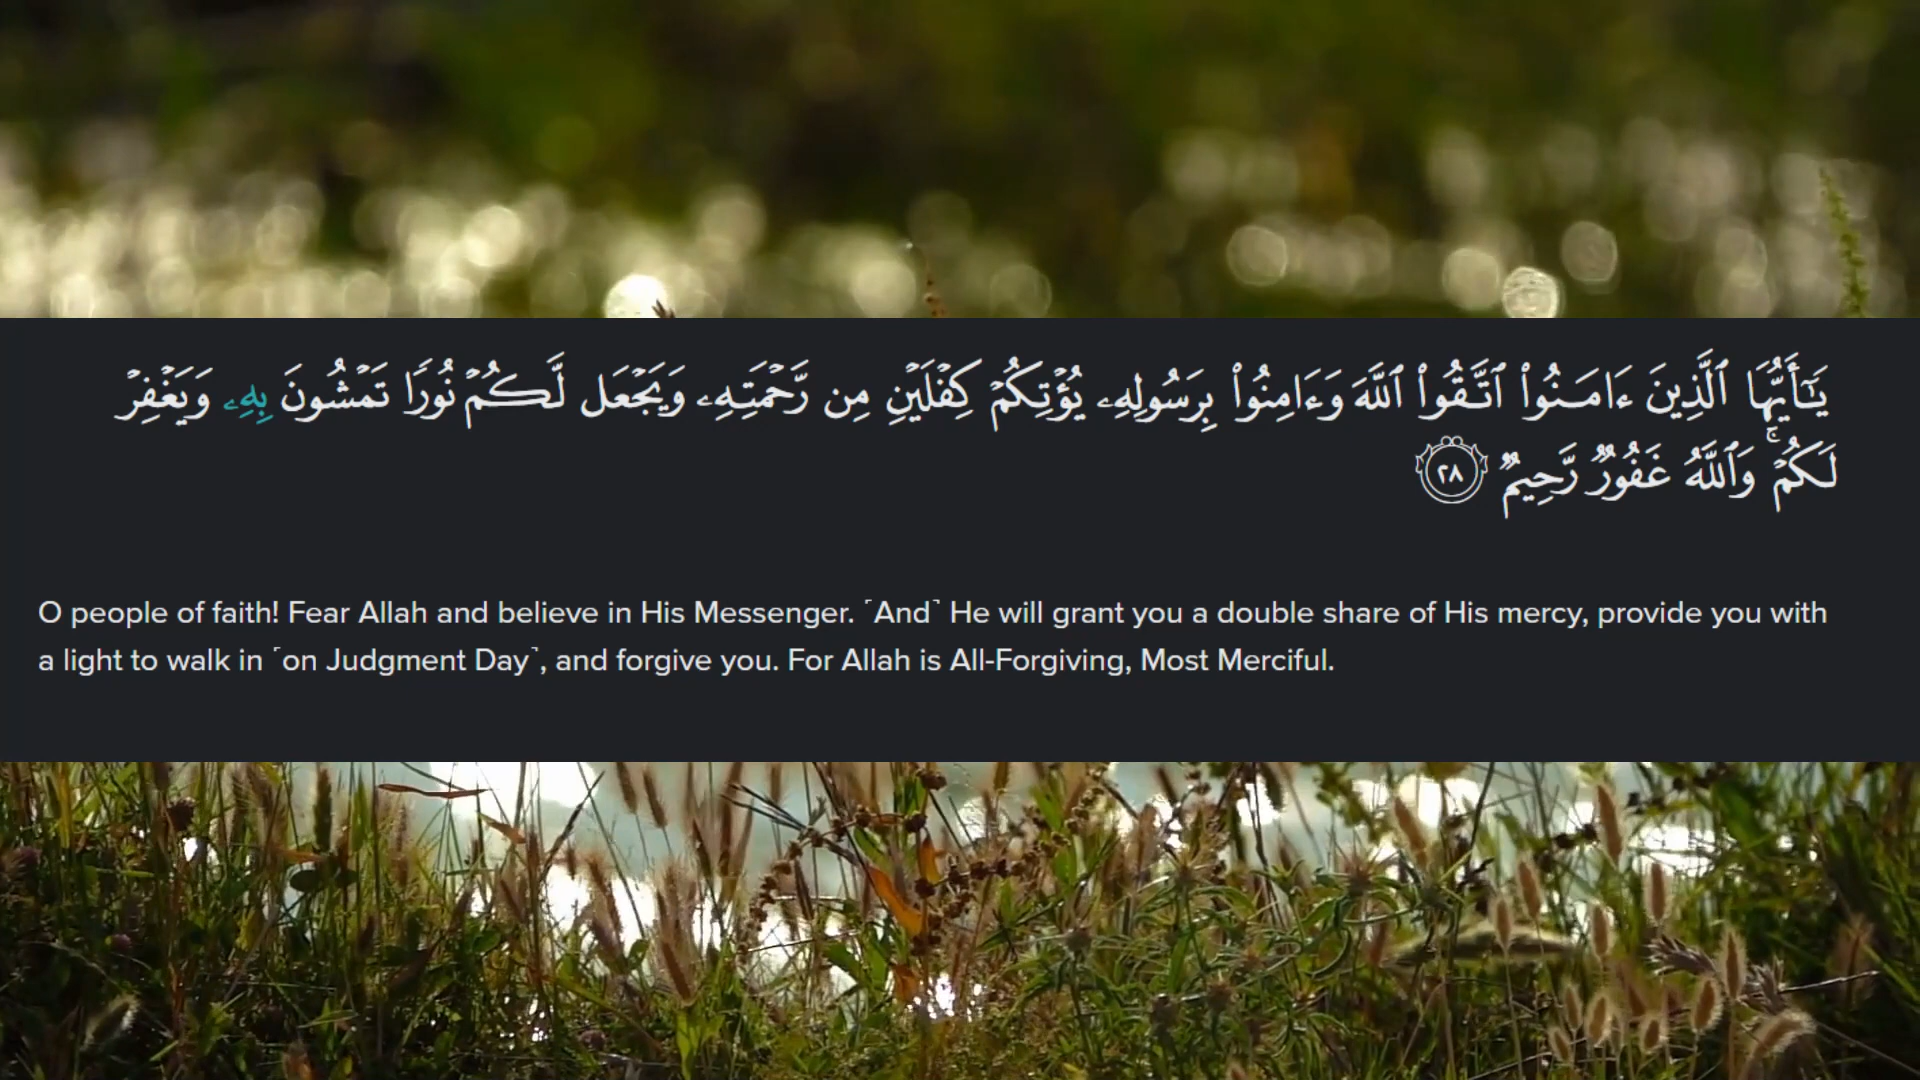 يَـٰٓأَيُّهَا ٱلَّذِينَ ءَامَنُوا۟ ٱتَّقُوا۟ ٱللَّهَ وَءَامِنُوا۟ بِرَسُولِهِۦ يُؤْتِكُمْ كِفْلَيْنِ مِن رَّحْمَتِهِۦ وَيَجْعَل لَّكُمْ نُورًۭا تَمْشُونَ بِهِۦ وَيَغْفِرْ
لَكُمْ ۚ وَٱللَّهُ غَفُورٌۭ رَّحِيمٌۭ ٢٨
O people of faith! Fear Allah and believe in His Messenger. ˹And˺ He will grant you a double share of His mercy, provide you with
a light to walk in ˹on Judgment Day˺, and forgive you. For Allah is All-Forgiving, Most Merciful.